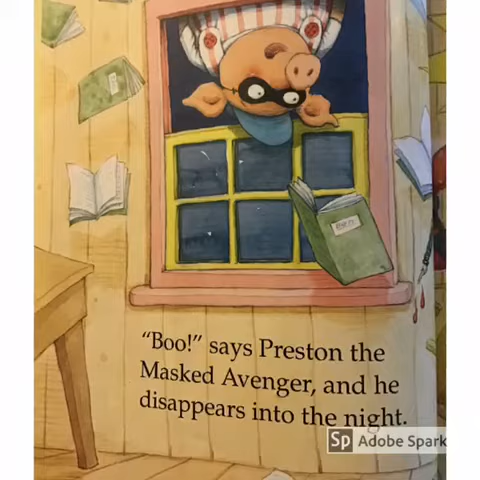 “Boo!” says Preston the
Masked Avenger, and he
disappears into the night.
Sp Adobe Spark